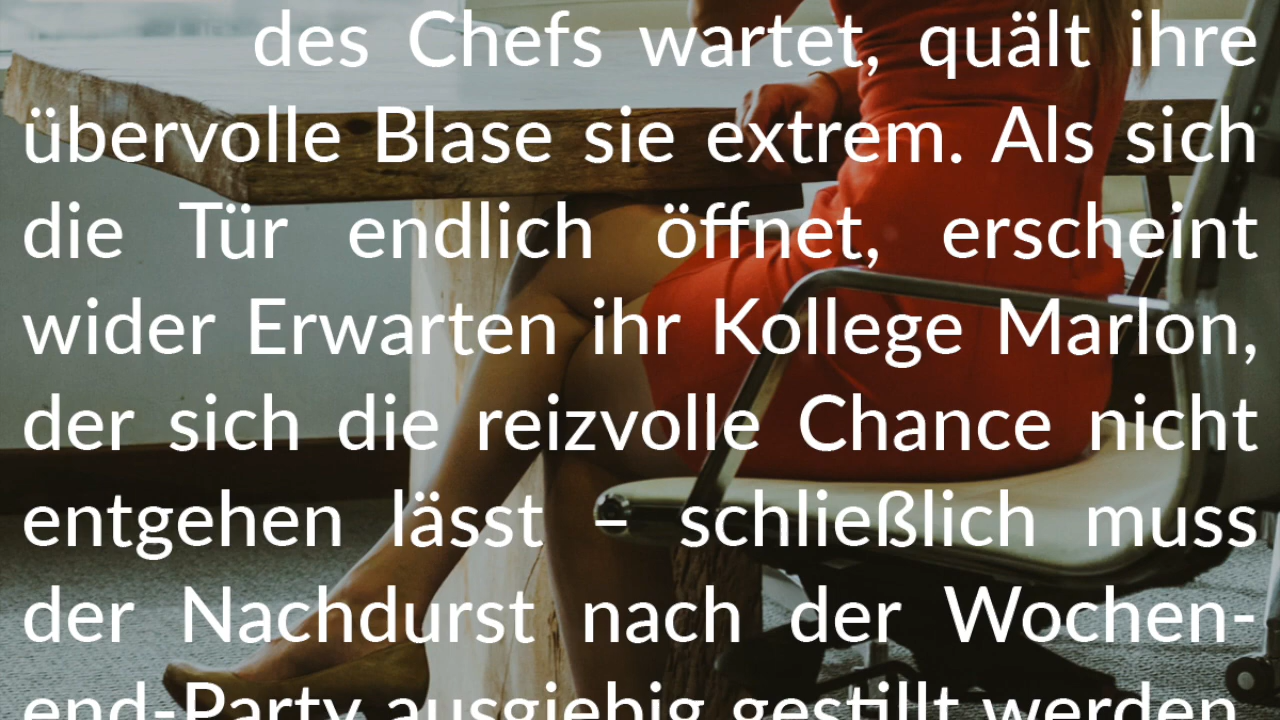 des Chefs wartet, quält ihre
übervolle Blase sie extrem. Als sich
die Tür endlich öffnet, erscheint
wider Erwarten ihr Kollege Marlon,
der sich die reizvolle Chance nicht
entgehen lässt – schließlich muss
der Nachdurst nach der Wochen-
end-Party ausgiebig gestillt werden.